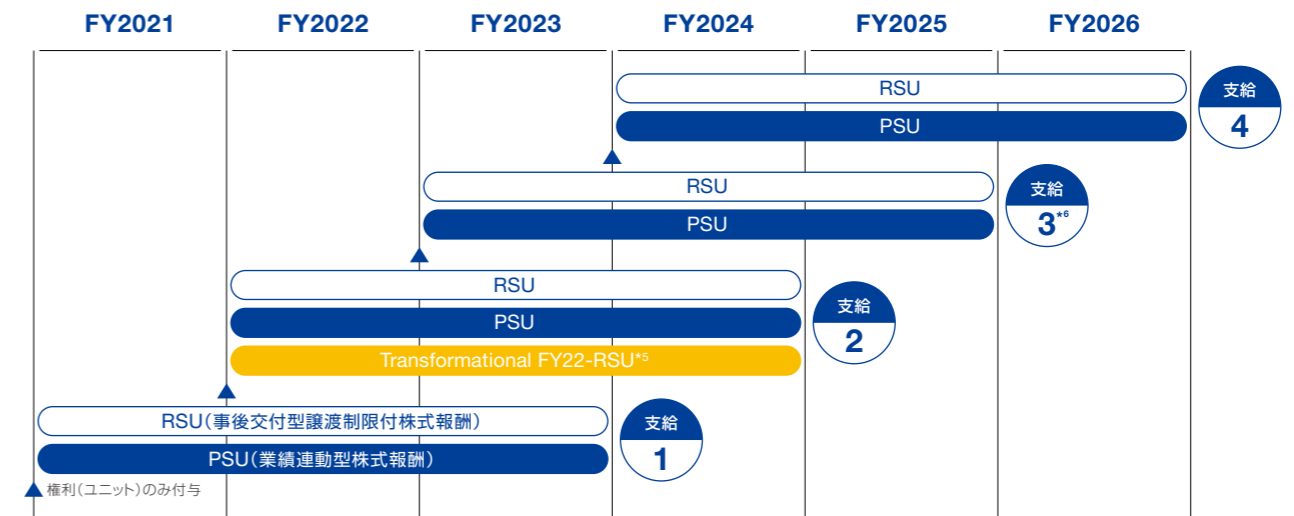 FY2021 FY2022 FY2023 FY2024 FY2025 FY2026
RSU
PSU
支給
4
RSU
PSU
支給
3*6
RSU
PSU
Transformational FY22-RSU*5
支給
2
RSU(事後交付型譲渡制限付株式報酬)
PSU(業績連動型株式報酬)
支給
1
権利(ユニット)のみ付与